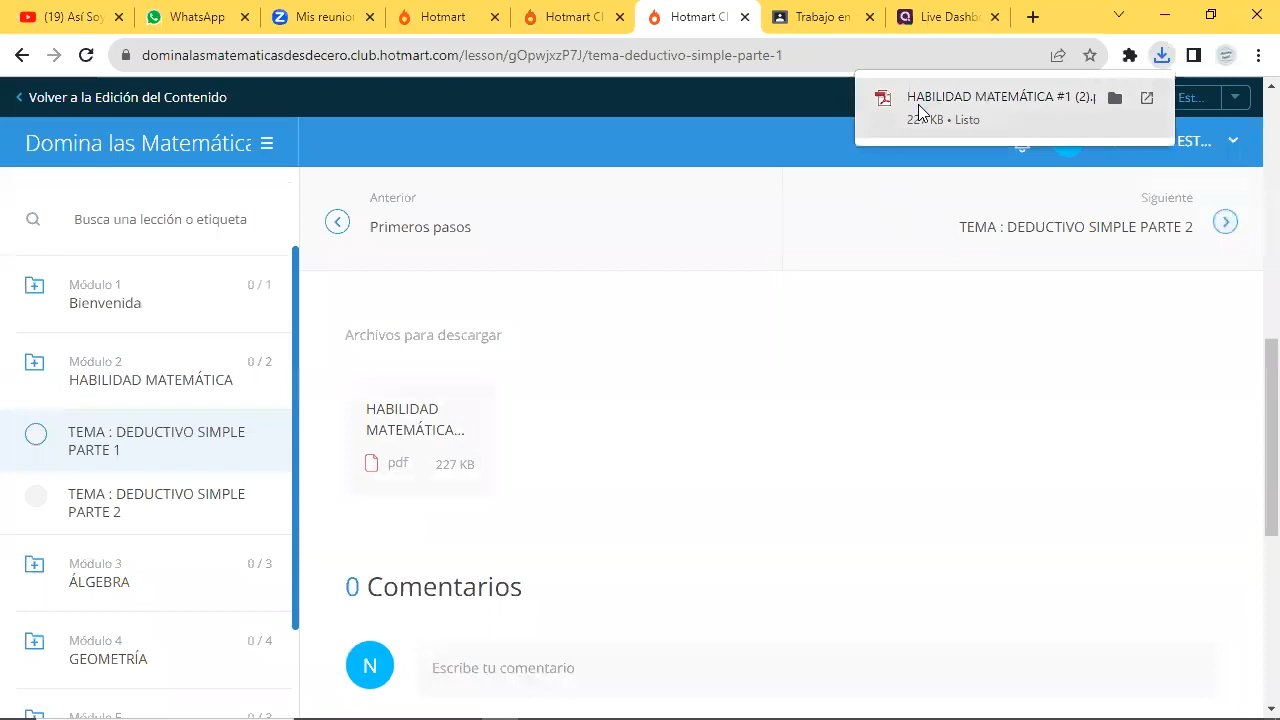 (19) Así Soy
WhatsApp
Mis reunio
Hotmart
Hotmart Cl
Hotmart Cl
Trabajo en
Live Dashb
dominalasmatematicasdesdecero.club.hotmart.com/lesson/gOpwjxzP7J/tema-deductivo-simple-parte-1
HABILIDAD MATEMÁTICA #1 (2).p
KB • Listo
Volver a la Edición del Contenido
Est...
Domina las Matemática
EST...
Busca una lección o etiqueta
Anterior
Primeros pasos
Siguiente
TEMA : DEDUCTIVO SIMPLE PARTE 2
Módulo 1
0 / 1
Bienvenida
Módulo 2
0 / 2
HABILIDAD MATEMÁTICA
TEMA : DEDUCTIVO SIMPLE
PARTE 1
TEMA : DEDUCTIVO SIMPLE
PARTE 2
Módulo 3
0 / 3
ÁLGEBRA
Módulo 4
0 / 4
GEOMETRÍA
Archivos para descargar
HABILIDAD
MATEMÁTICA...
pdf
227 KB
0 Comentarios
N
Escribe tu comentario